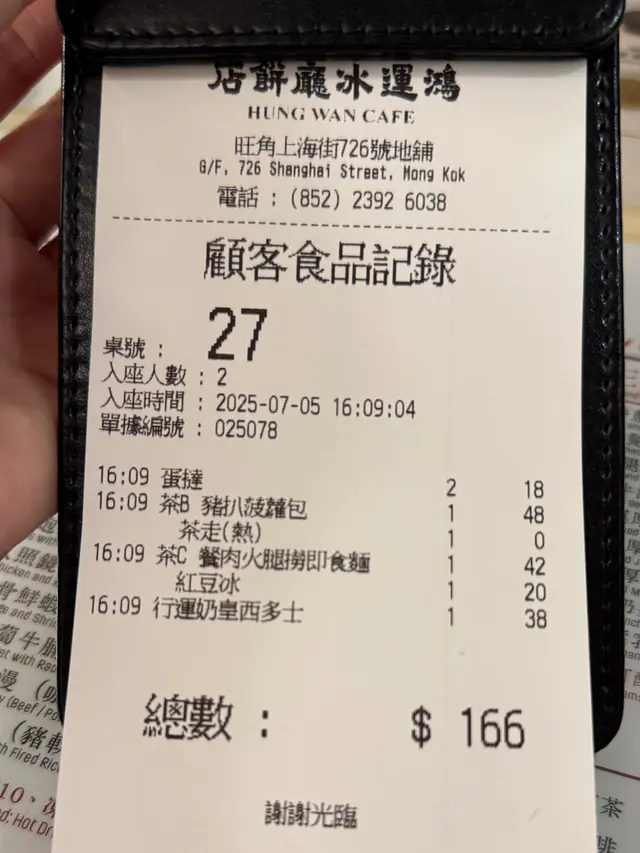 鴻運冰廳餅店
HUNG WAN CAFE
旺角上海街726號地舖
G/F, 726 Shanghai Street, Mong Kok
電話 : (852) 2392 6038
顧客食品記錄
桌號 : 27
入座人數 : 2
入座時間 : 2025-07-05 16:09:04
單據編號 : 025078
16:09 蛋撻 2 18
16:09 茶B 豬扒菠蘿包 1 48
茶走(熱) 1 0
16:09 茶C 餐肉火腿撈即食麵 1 42
紅豆冰 1 20
16:09 行運奶皇西多士 1 38
總數 : $ 166
謝謝光臨